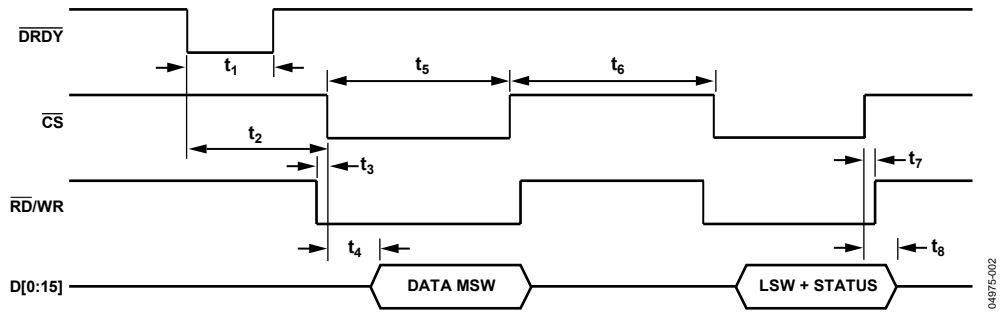 DRDY
t1
t5
t6
CS
t2
t3
t7
RD/WR
t4
t8
D[0:15]
DATA MSW
LSW + STATUS
04975-002